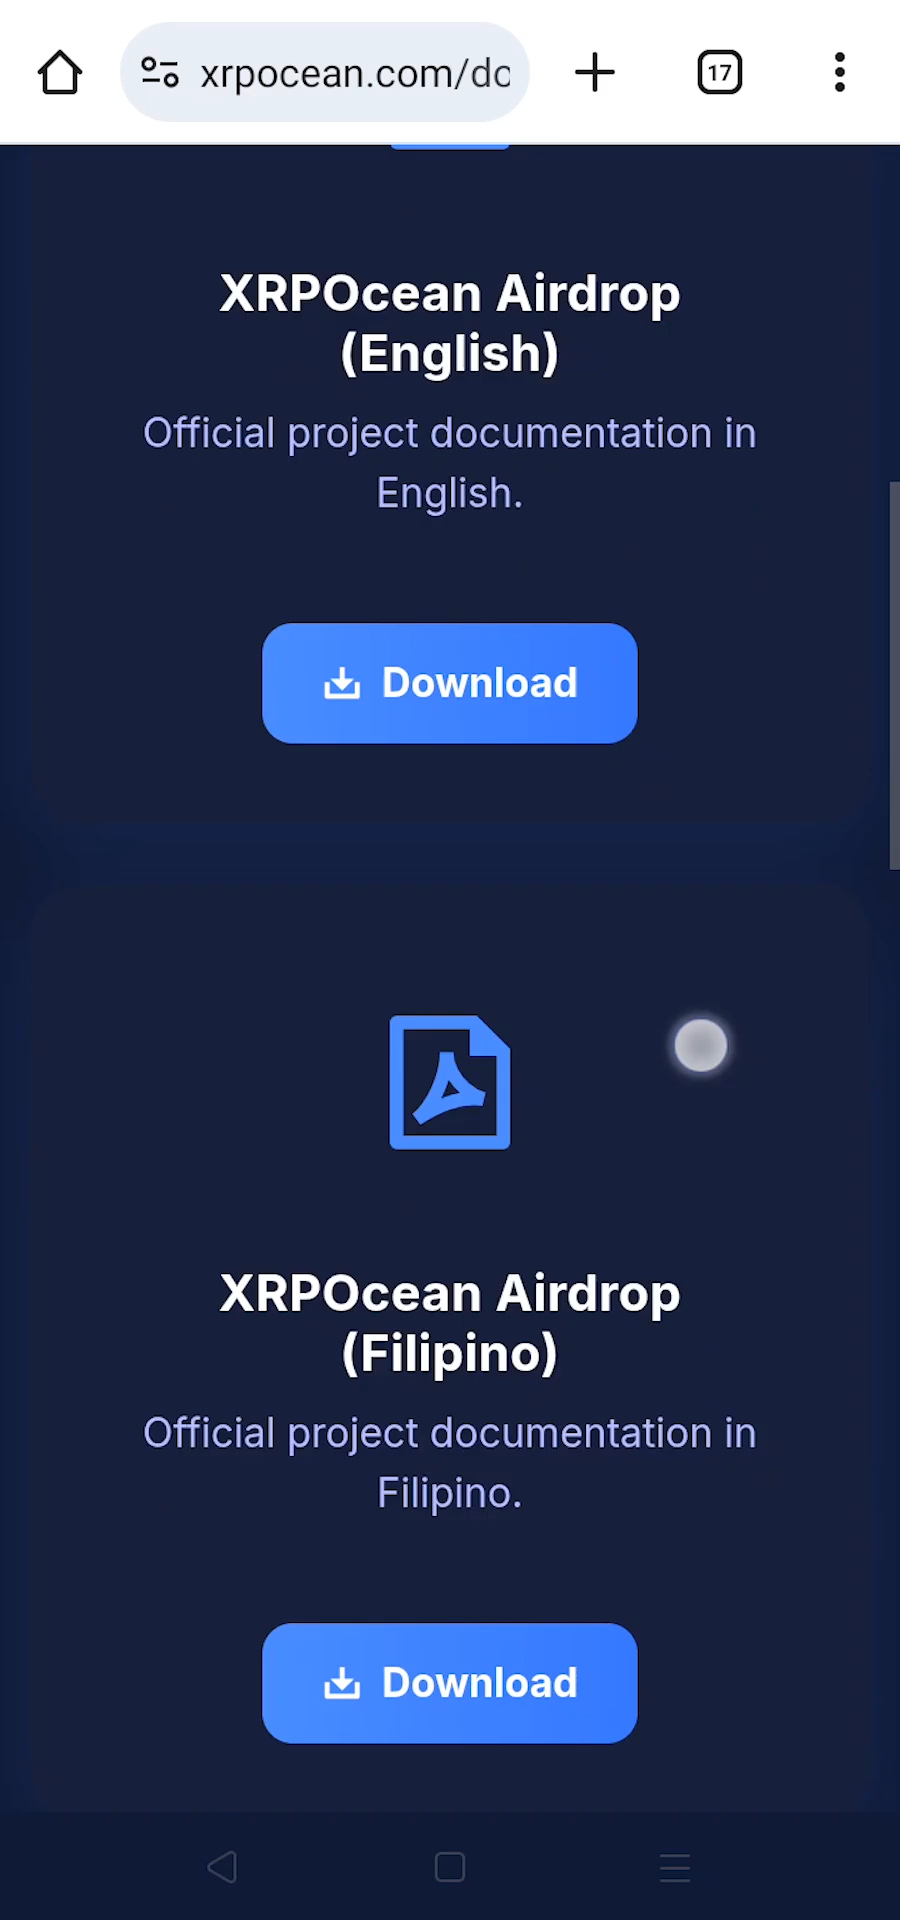 xrpocean.com/do
17
XRPOcean Airdrop
(English)
Official project documentation in
English.
Download
XRPOcean Airdrop
(Filipino)
Official project documentation in
Filipino.
Download